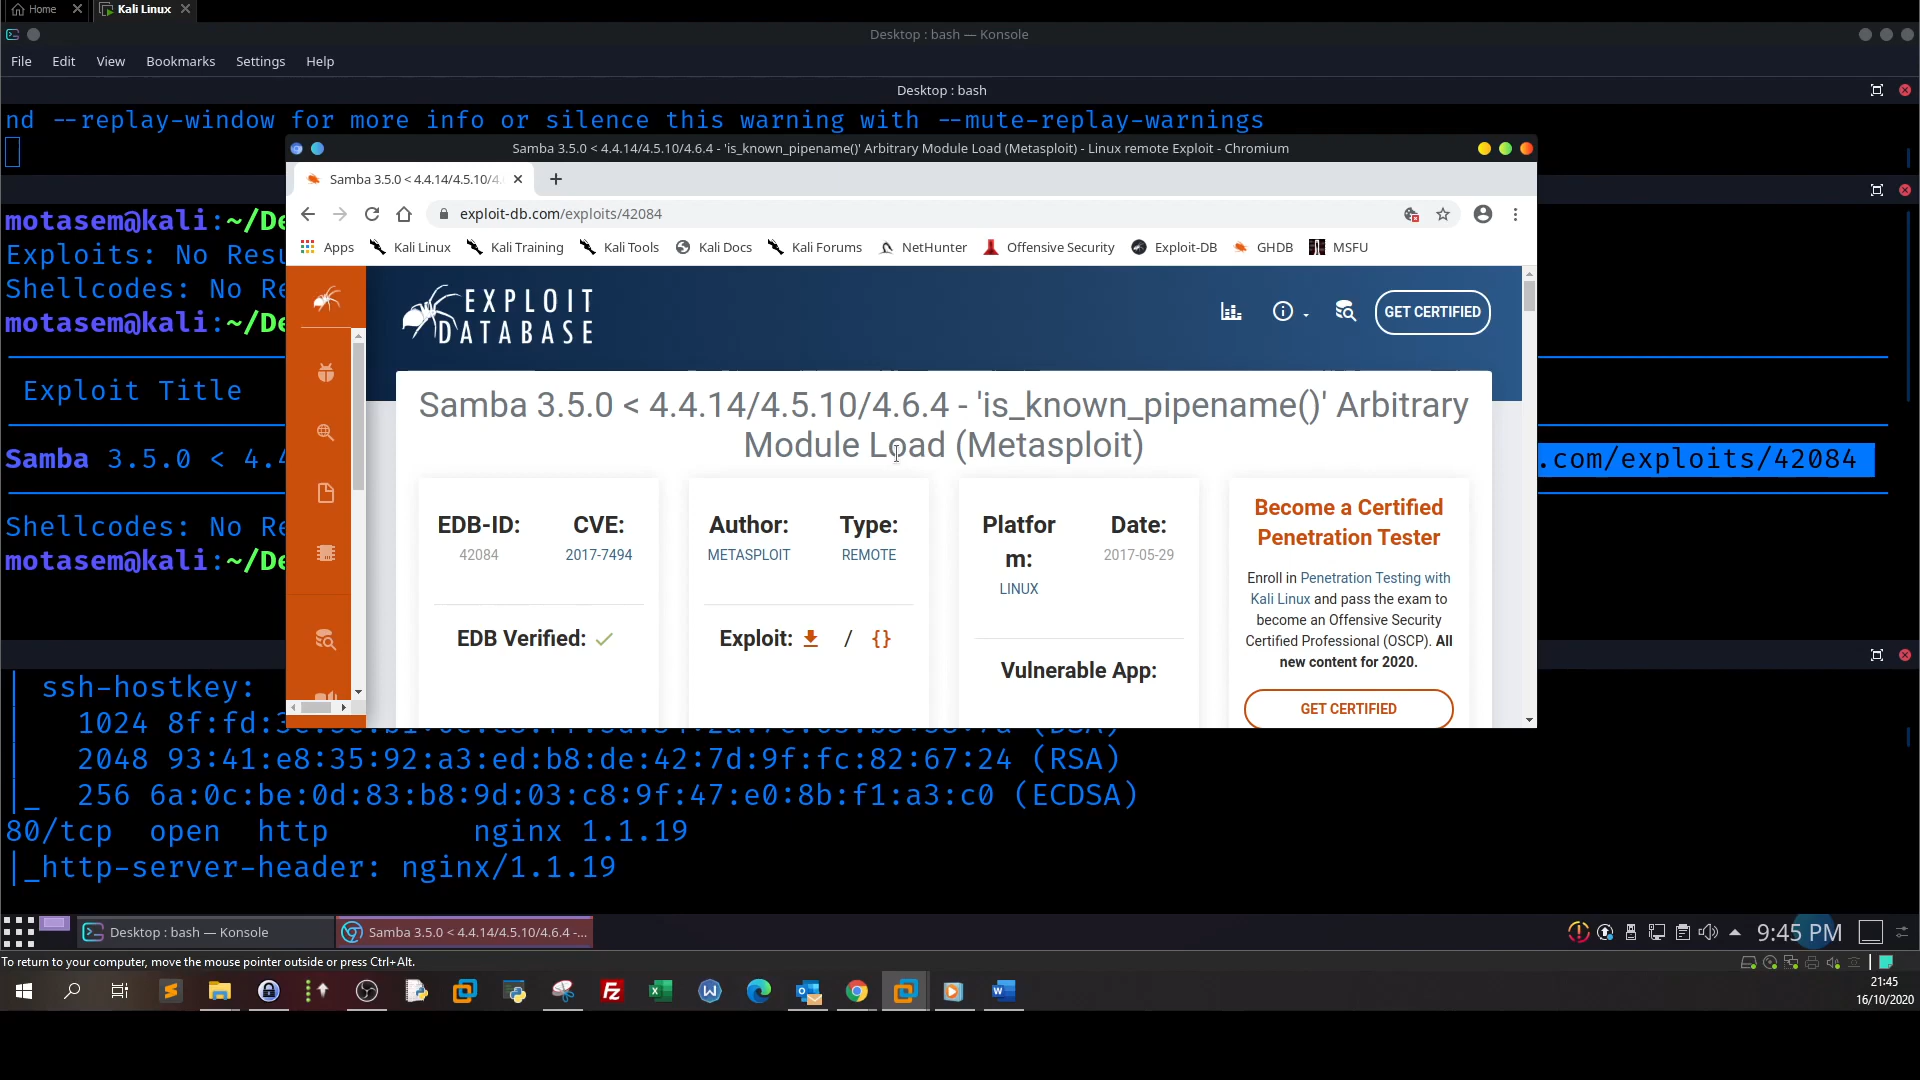 Home
Kali Linux
Desktop : bash — Konsole
File Edit View Bookmarks Settings Help
Desktop : bash
nd --replay-window for more info or silence this warning with --mute-replay-warnings
Samba 3.5.0 < 4.4.14/4.5.10/4.6.4 - 'is_known_pipename()' Arbitrary Module Load (Metasploit) - Linux remote Exploit - Chromium
Samba 3.5.0 < 4.4.14/4.5.10/4.
exploit-db.com/exploits/42084
Apps Kali Linux Kali Training Kali Tools Kali Docs Kali Forums NetHunter Offensive Security Exploit-DB GHDB MSFU
motasem@kali:~/De
Exploits: No Resu
Shellcodes: No Re
motasem@kali:~/De
Exploit Title
Samba 3.5.0 < 4.4
.com/exploits/42084
Shellcodes: No Re
motasem@kali:~/De
EXPLOIT
DATABASE
GET CERTIFIED
Samba 3.5.0 < 4.4.14/4.5.10/4.6.4 - 'is_known_pipename()' Arbitrary
Module Load (Metasploit)
EDB-ID:
42084
CVE:
2017-7494
EDB Verified:
Author:
METASPLOIT
Type:
REMOTE
Exploit: / {}
Platfor
m:
LINUX
Date:
2017-05-29
Vulnerable App:
Become a Certified
Penetration Tester
Enroll in Penetration Testing with
Kali Linux and pass the exam to
become an Offensive Security
Certified Professional (OSCP). All
new content for 2020.
GET CERTIFIED
| ssh-hostkey:
| 1024 8f:fd:
| 2048 93:41:e8:35:92:a3:ed:b8:de:42:7d:9f:fc:82:67:24 (RSA)
|_ 256 6a:0c:be:0d:83:b8:9d:03:c8:9f:47:e0:8b:f1:a3:c0 (ECDSA)
80/tcp open http nginx 1.1.19
|_http-server-header: nginx/1.1.19
Desktop : bash — Konsole
Samba 3.5.0 < 4.4.14/4.5.10/4.6.4 -...
9:45 PM
To return to your computer, move the mouse pointer outside or press Ctrl+Alt.
21:45
16/10/2020